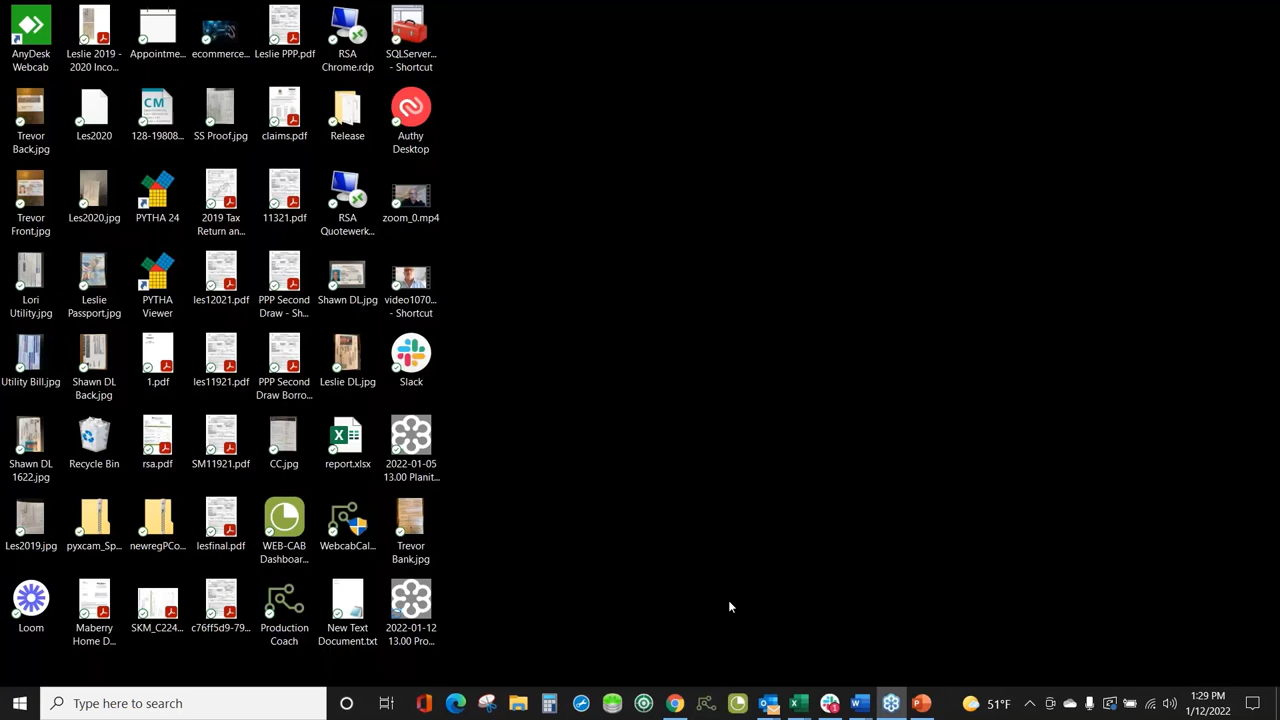 AnyDesk
Webcab
Leslie 2019 -
2020 Inco...
Appointme...
ecommerce...
Leslie PPP.pdf
RSA
Chrome.rdp
SQLServer...
- Shortcut
Trevor
Back.jpg
Les2020
CM
128-19808...
SS Proof.jpg
claims.pdf
Release
Authy
Desktop
Trevor
Front.jpg
Les2020.jpg
PYTHA 24
2019 Tax
Return an...
11321.pdf
RSA
Quotewerk...
zoom_0.mp4
Lori
Utility.jpg
Leslie
Passport.jpg
PYTHA
Viewer
les12021.pdf
PPP Second
Draw - Sh...
Shawn DL.jpg
video1070...
- Shortcut
Utility Bill.jpg
Shawn DL
Back.jpg
1.pdf
les11921.pdf
PPP Second
Draw Borro...
Leslie DL.jpg
Slack
Shawn DL
1622.jpg
Recycle Bin
rsa.pdf
SM11921.pdf
CC.jpg
report.xlsx
2022-01-05
13.00 Planit...
Les2019.jpg
pyxcam_Sp...
newregPCo...
lesfinal.pdf
WEB-CAB
Dashboar...
WebcabCal...
Trevor
Bank.jpg
Loom
Maberry
Home D...
SKM_C224...
c76ff5d9-79...
Production
Coach
New Text
Document.txt
2022-01-12
13.00 Pro...
Type here to search
51°F
1:29 PM
1/12/2022